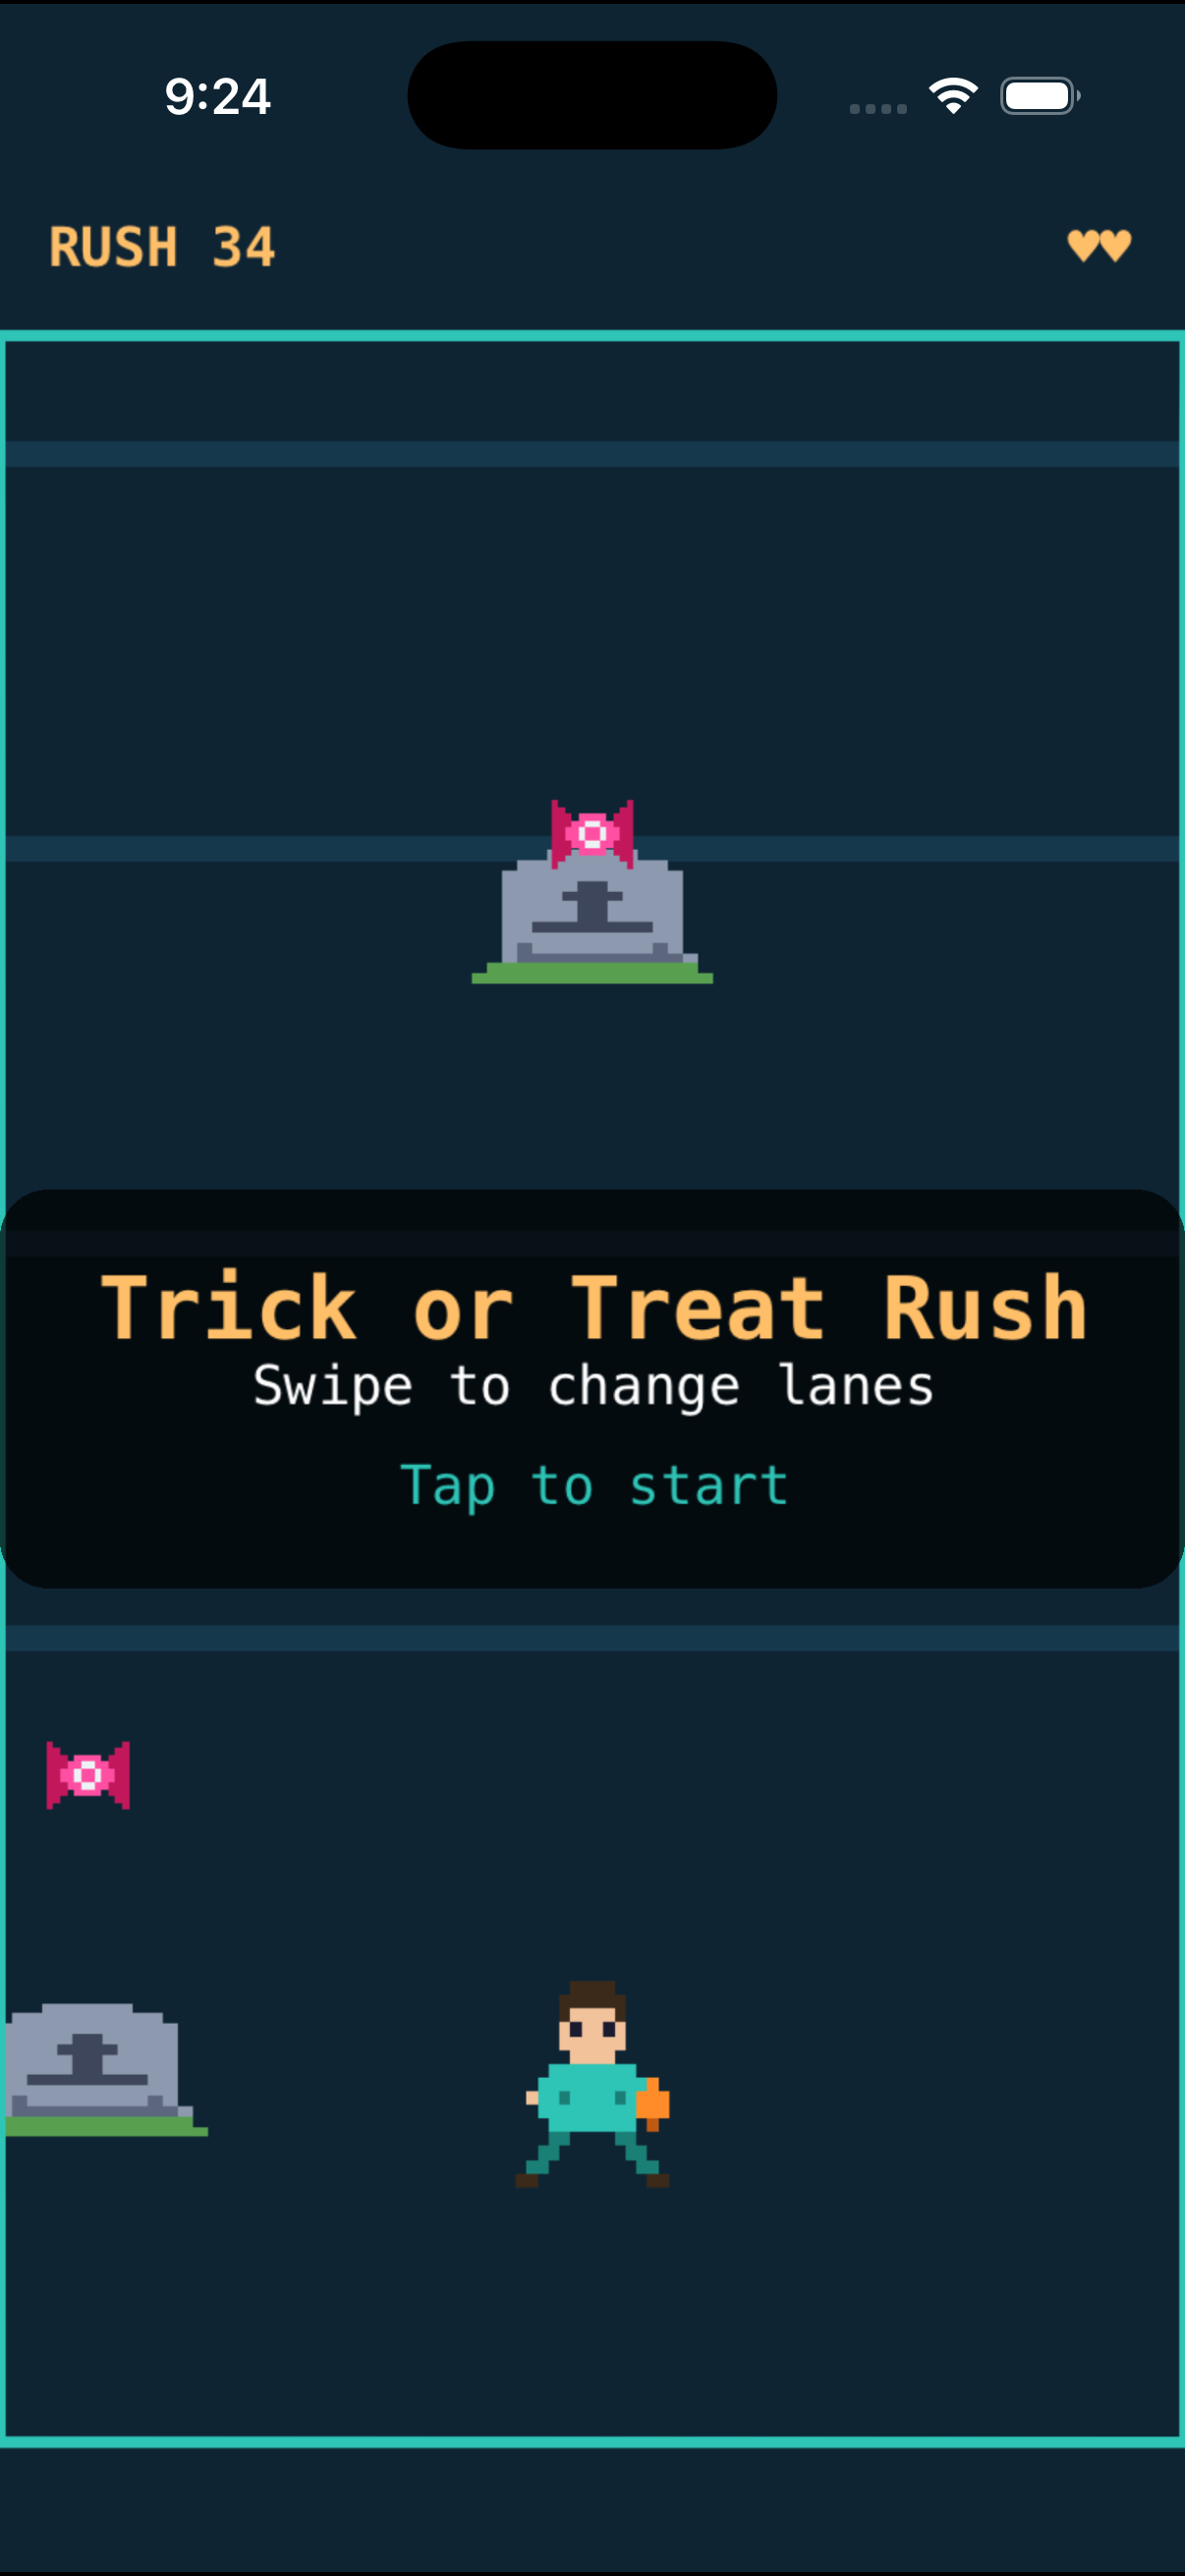 9:24
RUSH 34 ♥♥
Trick or Treat Rush
Swipe to change lanes
Tap to start